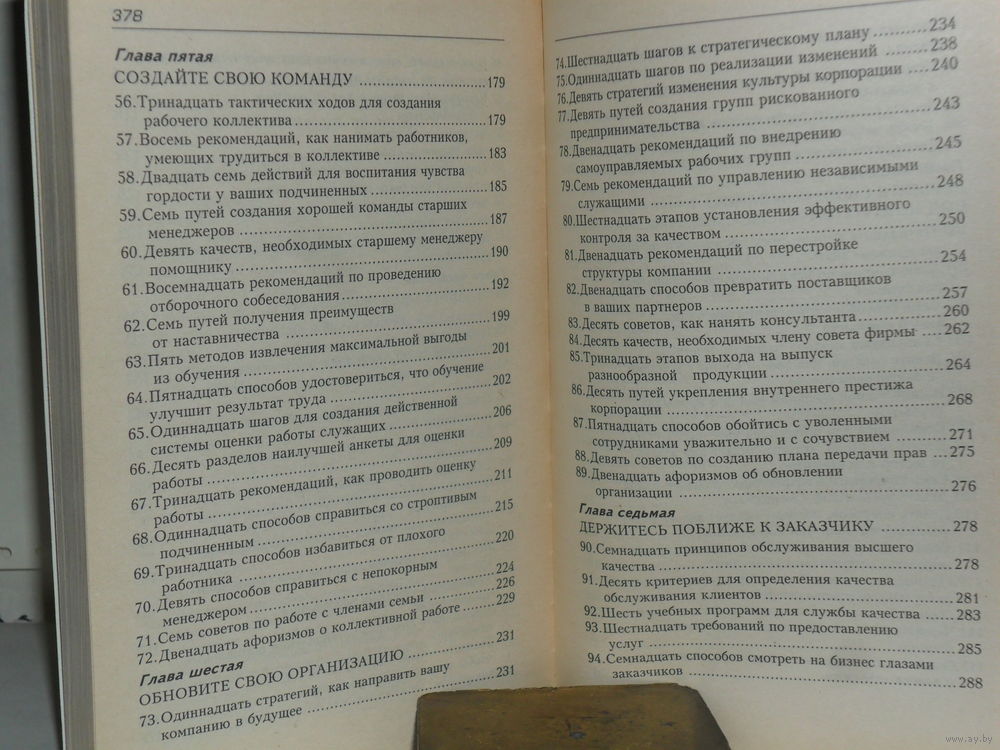 378
Глава пятая
СОЗДАЙТЕ СВОЮ КОМАНДУ ..................179
56.Тринадцать тактических ходов для создания
рабочего коллектива............................179
57.Восемь рекомендаций, как нанимать работников,
умеющих трудиться в коллективе................183
58.Двадцать семь действий для воспитания чувства
гордости у ваших подчиненных.................185
59.Семь путей создания хорошей команды старших
менеджеров....................................187
60.Девять качеств, необходимых старшему менеджеру
помощнику.....................................190
61.Восемнадцать рекомендаций по проведению
отборочного собеседования.....................192
62.Семь путей получения преимуществ
от наставничества.............................199
63.Пять методов извлечения максимальной выгоды
из обучения...................................201
64.Пятнадцать способов удостовериться, что обучение
улучшит результат труда.......................202
65.Одиннадцать шагов для создания действенной
системы оценки работы служащих................206
66.Десять разделов наилучшей анкеты для оценки
работы........................................209
67.Тринадцать рекомендаций, как проводить оценку
работы........................................211
68.Одиннадцать способов справиться со строптивым
подчиненным...................................215
69.Тринадцать способов избавиться от плохого
работника.....................................220
70.Девять способов справиться с непокорным
менеджером....................................224
71.Семь советов по работе с членами семьи........226
72.Двенадцать афоризмов о коллективной работе....229
Глава шестая
ОБНОВИТЕ СВОЮ ОРГАНИЗАЦИЮ..............231
73.Одиннадцать стратегий, как направить вашу
компанию в будущее............................231
74.Шестнадцать шагов к стратегическому плану..........234
75.Одиннадцать шагов по реализации изменений.......238
76.Девять стратегий изменения культуры корпорации....240
77.Девять путей создания групп рискованного
предпринимательства...........................243
78.Двенадцать рекомендаций по внедрению
самоуправляемых рабочих групп.................245
79.Семь рекомендаций по управлению независимыми
служащими.....................................248
80.Шестнадцать этапов установления эффективного
контроля за качеством.........................250
81.Двенадцать рекомендаций по перестройке
структуры компании............................254
82.Двенадцать способов превратить поставщиков
в ваших партнеров.............................257
83.Десять советов, как нанять консультанта.......260
84.Десять качеств, необходимых члену совета фирмы....262
85.Тринадцать этапов выхода на выпуск
разнообразной продукции.......................264
86.Десять путей укрепления внутреннего престижа
корпорации....................................268
87.Пятнадцать способов обойтись с уволенными
сотрудниками уважительно и с сочувствием......271
88.Девять советов по созданию плана передачи прав...275
89.Двенадцать афоризмов об обновлении
организации...................................276
Глава седьмая
ДЕРЖИТЕСЬ ПОБЛИЖЕ К ЗАКАЗЧИКУ...........278
90.Семнадцать принципов обслуживания высшего
качества......................................278
91.Десять критериев для определения качества
обслуживания клиентов.........................281
92.Шесть учебных программ для службы качества....283
93.Шестнадцать требований по предоставлению
услуг.........................................285
94.Семнадцать способов смотреть на бизнес глазами
заказчиков....................................288
www.ay.by